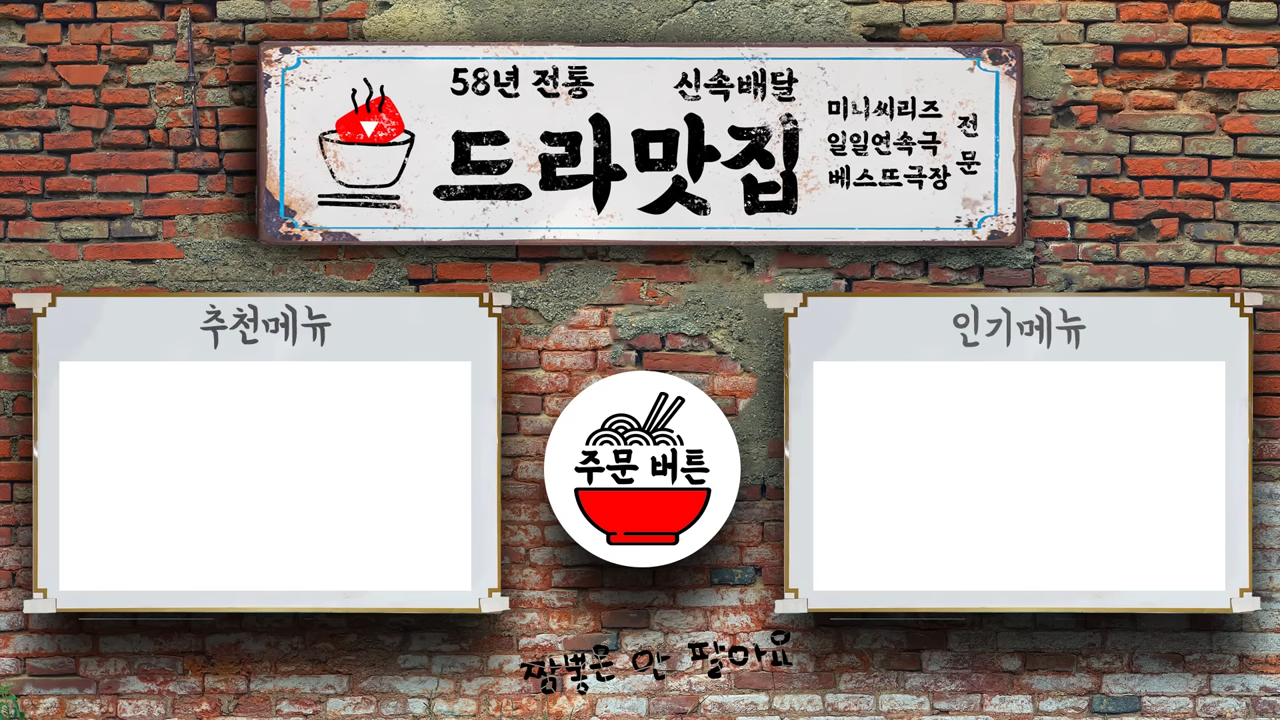 58년 전통 신속배달
드라맛집
미니씨리즈
일일연속극
베스뜨극장
전문
추천메뉴
인기메뉴
주문 버튼
짬뽕은 안 팔아요